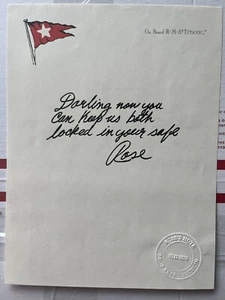 On Board R·M·S "TITANIC."
Darling now you
can keep us both
locked in your safe
Rose